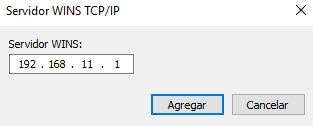 Servidor WINS TCP/IP
Servidor WINS:
192 . 168 . 11 . 1
Agregar
Cancelar